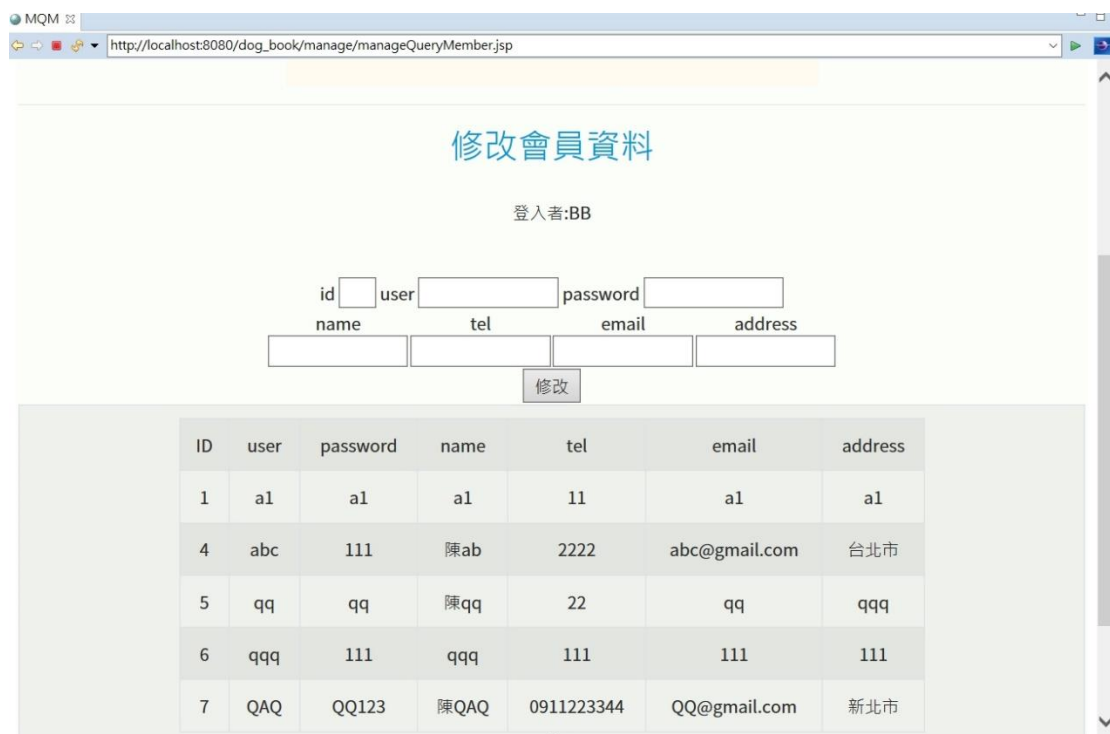 MQM
http://localhost:8080/dog_book/manage/manageQueryMember.jsp
修改會員資料
登入者:BB
id user password
name tel email address
修改
ID user password name tel email address
1 a1 a1 a1 11 a1 a1
4 abc 111 陳ab 2222 abc@gmail.com 台北市
5 qq qq 陳qq 22 qq qqq
6 qqq 111 qqq 111 111 111
7 QAQ QQ123 陳QAQ 0911223344 QQ@gmail.com 新北市